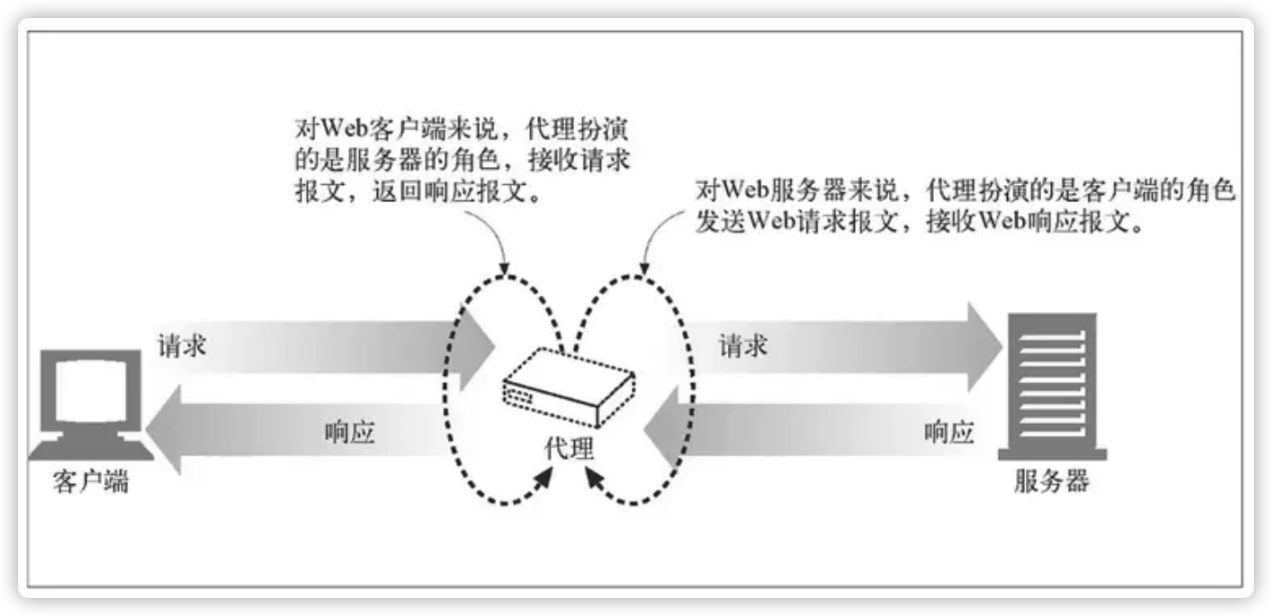 对Web客户端来说，代理扮演
的是服务器的角色，接收请求
报文，返回响应报文。
对Web服务器来说，代理扮演的是客户端的角色
发送Web请求报文，接收Web响应报文。
请求
请求
响应
响应
代理
客户端
服务器